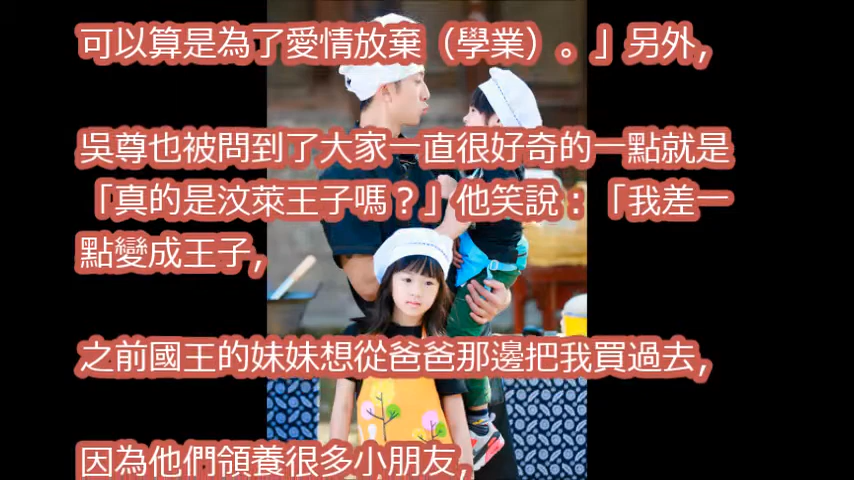 可以算是為了愛情放棄（學業）。」另外，
吳尊也被問到了大家一直很好奇的一點就是
「真的是汶萊王子嗎？」他笑說：「我差一
點變成王子，
之前國王的妹妹想從爸爸那邊把我買過去，
因為他們領養很多小朋友，